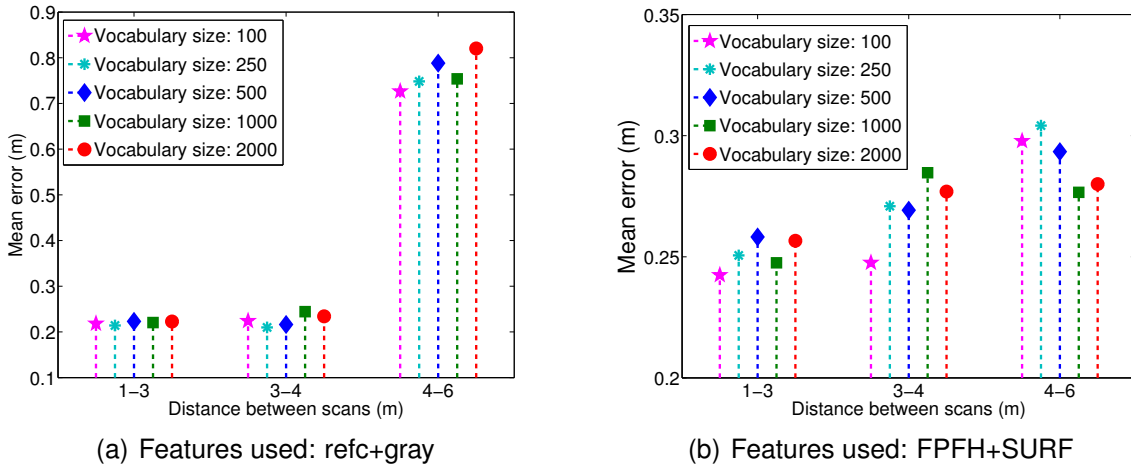 0.9
0.8
0.7
0.6
0.5
0.4
0.3
0.2
0.1
Mean error (m)
Vocabulary size: 100
Vocabulary size: 250
Vocabulary size: 500
Vocabulary size: 1000
Vocabulary size: 2000
1−3 3−4 4−6
Distance between scans (m)
(a) Features used: refc+gray
0.35
0.3
0.25
0.2
Mean error (m)
Vocabulary size: 100
Vocabulary size: 250
Vocabulary size: 500
Vocabulary size: 1000
Vocabulary size: 2000
1−3 3−4 4−6
Distance between scans (m)
(b) Features used: FPFH+SURF